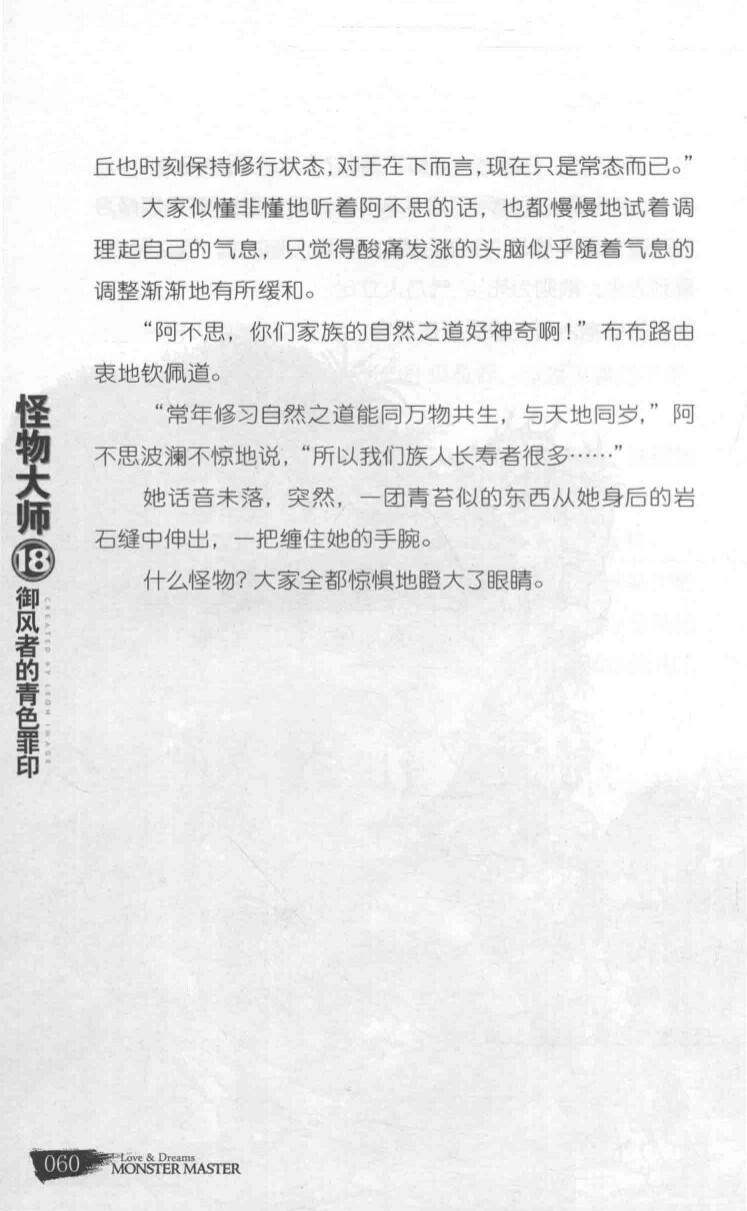 丘也时刻保持修行状态，对于在下而言，现在只是常态而已。”
大家似懂非懂地听着阿不思的话，也都慢慢地试着调
理起自己的气息，只觉得酸痛发涨的头脑似乎随着气息的
调整渐渐地有所缓和。
“阿不思，你们家族的自然之道好神奇啊！”布布路由
衷地钦佩道。
“常年修习自然之道能同万物共生，与天地同岁，”阿
不思波澜不惊地说，“所以我们族人长寿者很多……”
她话音未落，突然，一团青苔似的东西从她身后的岩
石缝中伸出，一把缠住她的手腕。
什么怪物？大家全都惊惧地瞪大了眼睛。
怪物大师⑱御风者的青色罪印
CREATED BY LEON IMAGE
060
Love & Dreams
MONSTER MASTER